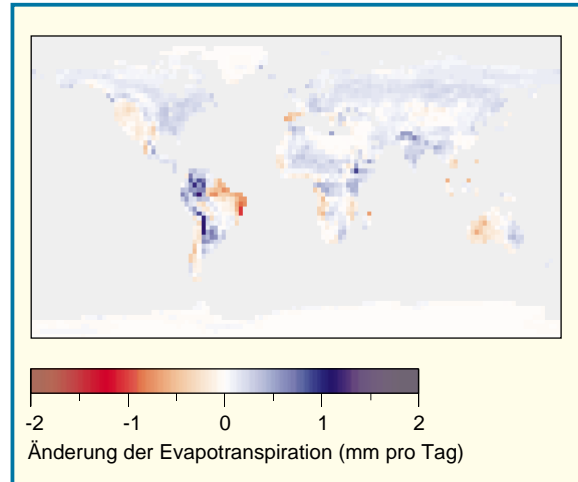 -2 -1 0 1 2
Änderung der Evapotranspiration (mm pro Tag)